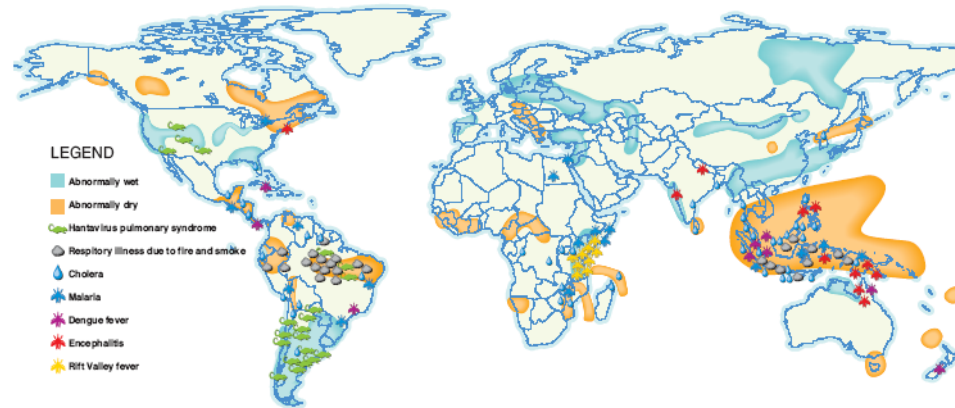 LEGEND
Abnormally wet
Abnormally dry
Hantavirus pulmonary syndrome
Respitory illness due to fire and smoke
Cholera
Malaria
Dengue fever
Encephalitis
Rift Valley fever